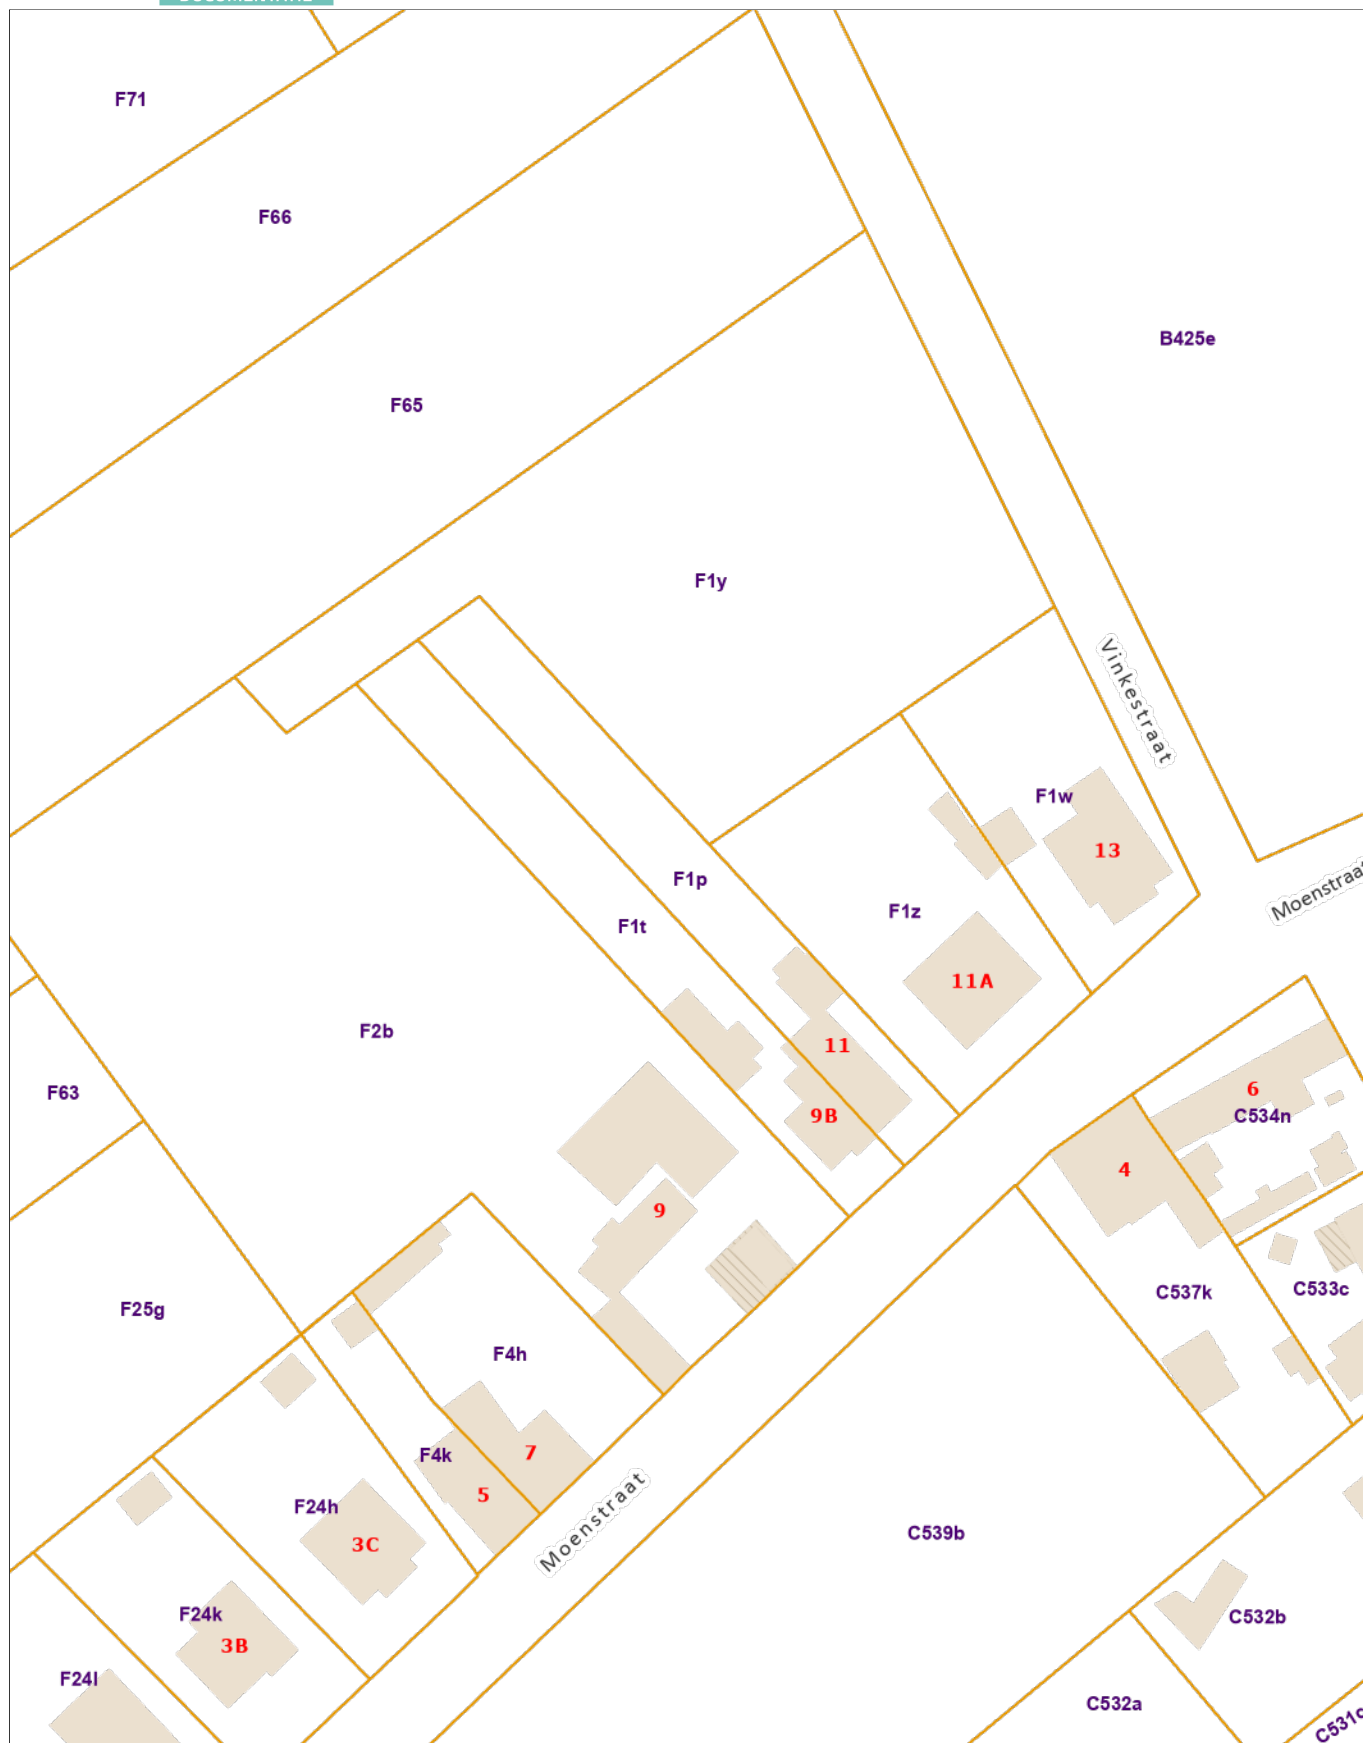 F71
F66
B425e
F65
F1y
Vinkestraat
F1w
13
F1p
Moenstraat
F1z
F1t
11A
F2b
11
F63
6
9B
C534n
4
9
F25g
C537k
C533c
F4h
F4k
7
5
F24h
Moenstraat
C539b
3C
F24k
C532b
3B
F24l
C532a